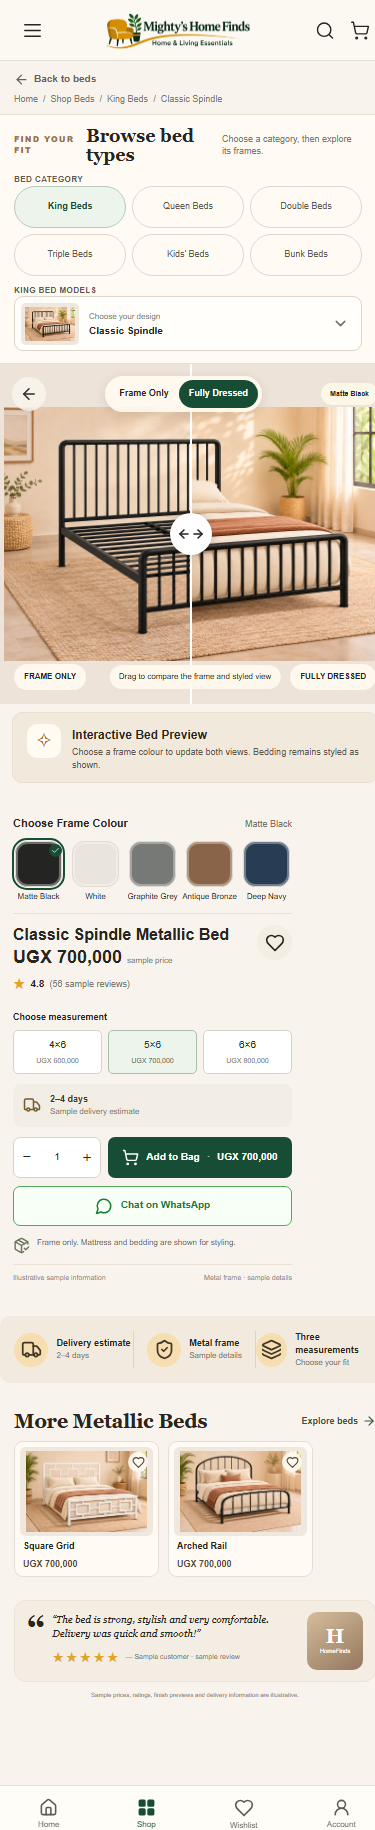 Mighty's Home Finds
Home & Living Essentials
Back to beds
Home / Shop Beds / King Beds / Classic Spindle
FIND YOUR FIT
Browse bed types
Choose a category, then explore its frames.
BED CATEGORY
King Beds
Queen Beds
Double Beds
Triple Beds
Kids' Beds
Bunk Beds
KING BED MODELS
Choose your design
Classic Spindle
Frame Only
Fully Dressed
Matte Black
FRAME ONLY
Drag to compare the frame and styled view
FULLY DRESSED
Interactive Bed Preview
Choose a frame colour to update both views. Bedding remains styled as
shown.
Choose Frame Colour
Matte Black
Matte Black
White
Graphite Grey
Antique Bronze
Deep Navy
Classic Spindle Metallic Bed
UGX 700,000 sample price
★ 4.8 (56 sample reviews)
Choose measurement
4×6
5×6
6×6
UGX 600,000
UGX 700,000
UGX 800,000
2–4 days
Sample delivery estimate
− 1 +
Add to Bag · UGX 700,000
Chat on WhatsApp
Frame only. Mattress and bedding are shown for styling.
Illustrative sample information
Metal frame · sample details
Delivery estimate
2–4 days
Metal frame
Sample details
Three
measurements
Choose your fit
More Metallic Beds
Explore beds →
Square Grid
UGX 700,000
Arched Rail
UGX 700,000
“The bed is strong, stylish and very comfortable.
Delivery was quick and smooth!”
★★★★★ — Sample customer · sample review
H
HomeFinds
Sample prices, ratings, finish previews and delivery information are illustrative.
Home
Shop
Wishlist
Account